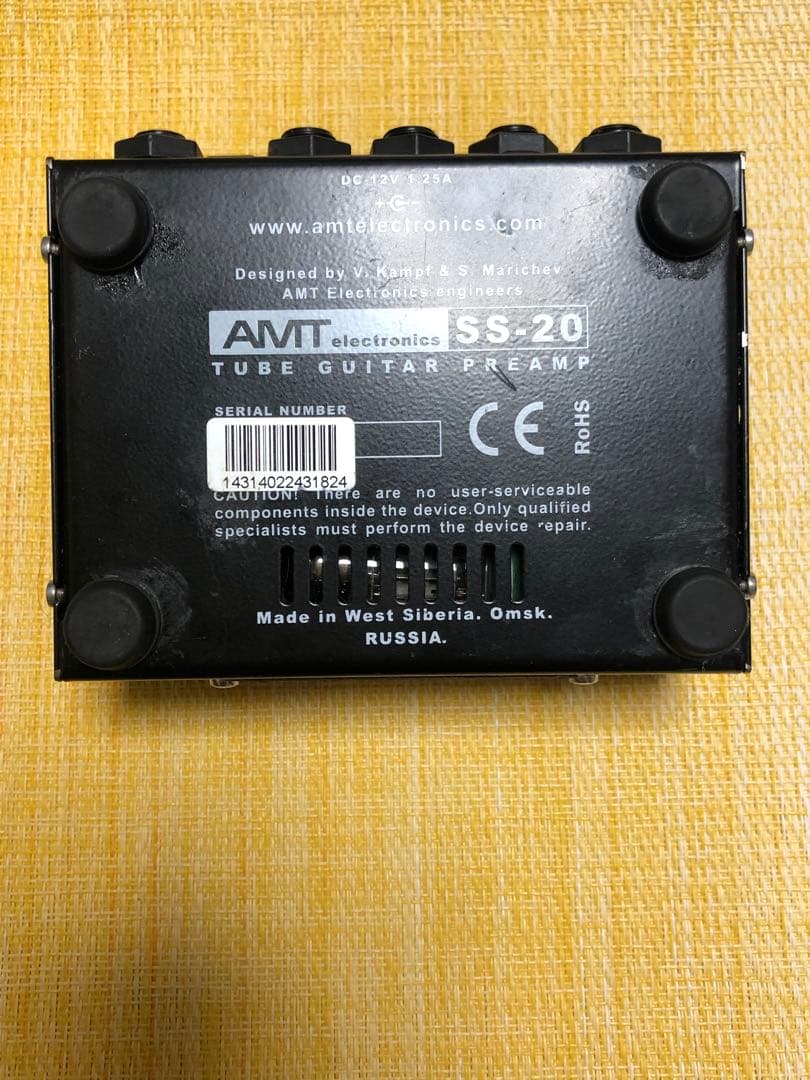 DC-12V 1.25A
+ -
www.amtelectronics.com
Designed by V. Kampf & S. Marichev
AMT Electronics engineers
AMT electronics SS-20
TUBE GUITAR PREAMP
SERIAL NUMBER
CE
RoHS
14314022431824
CAUTION! There are no user-serviceable
components inside the device.Only qualified
specialists must perform the device repair.
Made in West Siberia. Omsk.
RUSSIA.